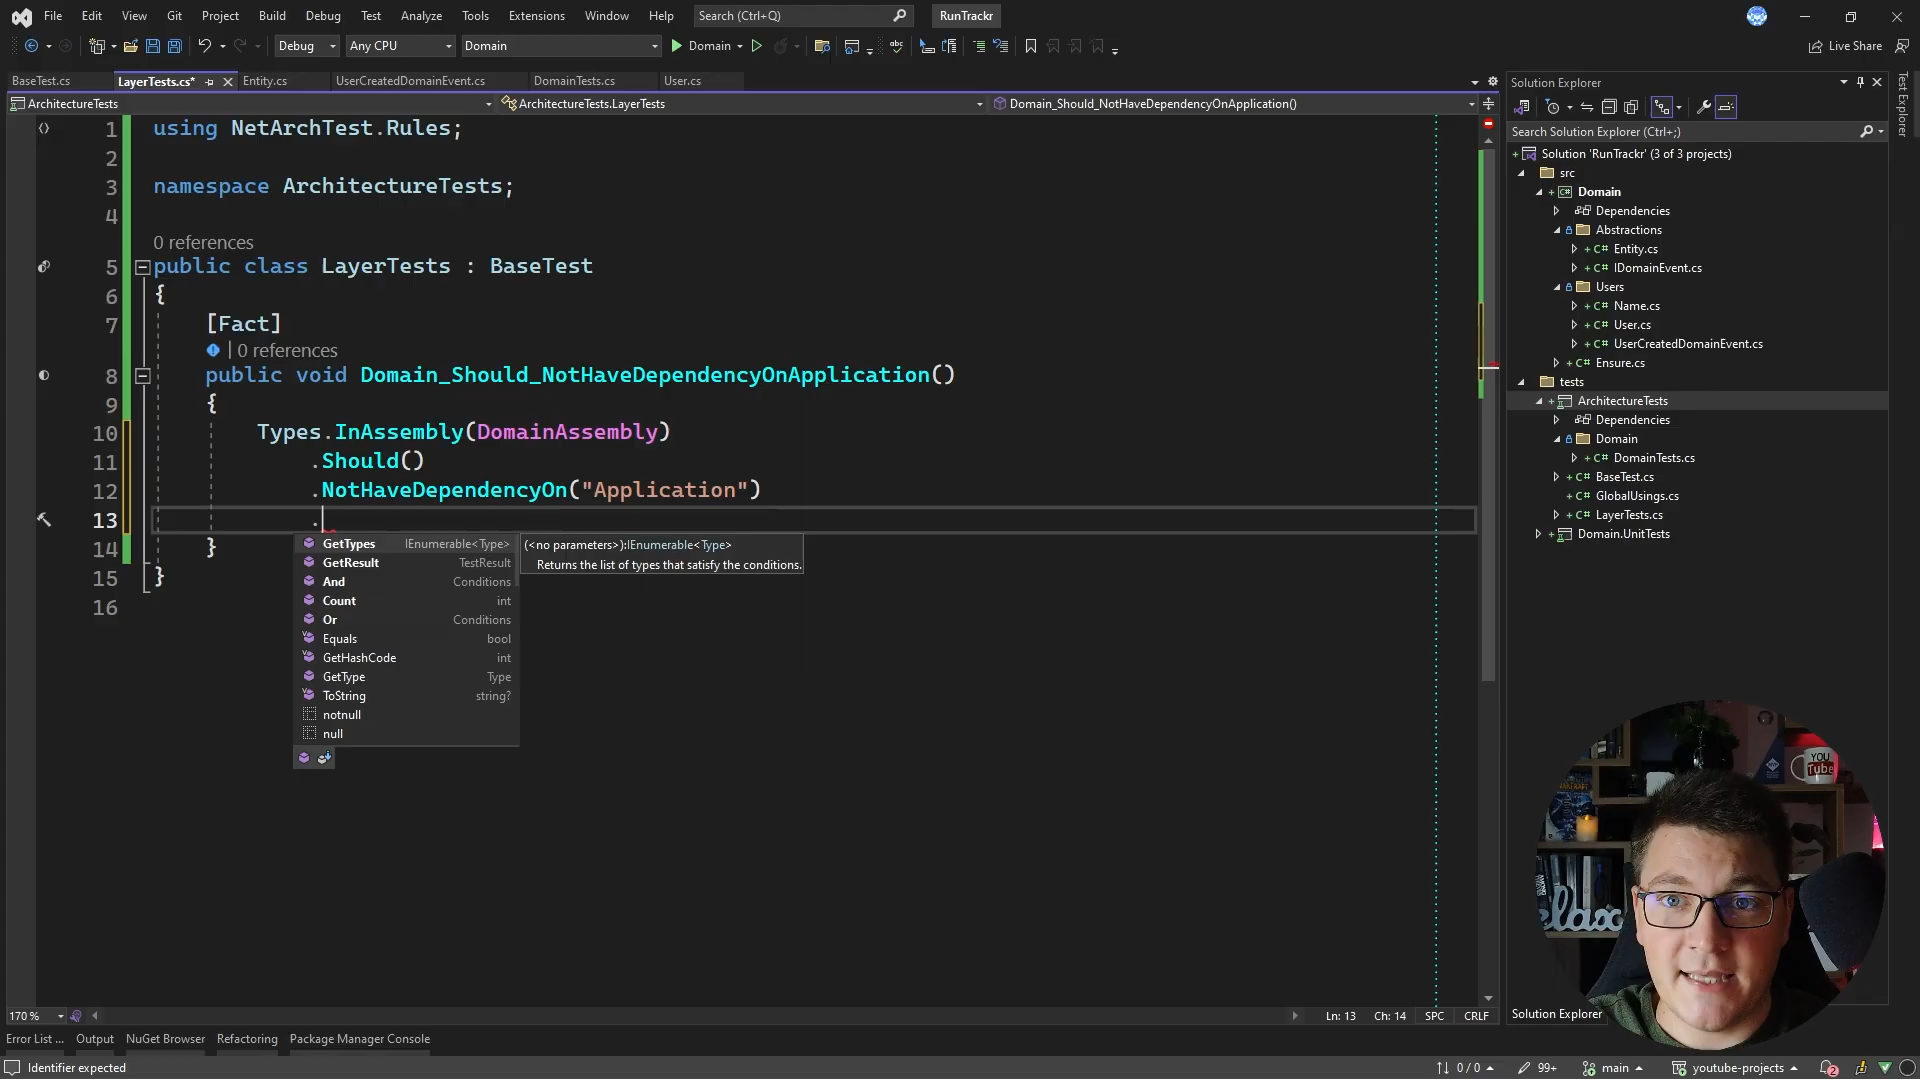 File Edit View Git Project Build Debug Test Analyze Tools Extensions Window Help Search (Ctrl+Q) RunTrackr
Debug Any CPU Domain Domain Live Share
BaseTest.cs LayerTests.cs* Entity.cs UserCreatedDomainEvent.cs DomainTests.cs User.cs
ArchitectureTests ArchitectureTests.LayerTests Domain_Should_NotHaveDependencyOnApplication()
1 using NetArchTest.Rules;
2
3 namespace ArchitectureTests;
4
0 references
5 public class LayerTests : BaseTest
6 {
7 [Fact]
| 0 references
8 public void Domain_Should_NotHaveDependencyOnApplication()
9 {
10 Types.InAssembly(DomainAssembly)
11 .Should()
12 .NotHaveDependencyOn("Application")
13 .
14 }
15 }
16
GetTypes IEnumerable<Type>
GetResult TestResult
And Conditions
Count int
Or Conditions
Equals bool
GetHashCode int
GetType Type
ToString string?
notnull
null
(<no parameters>):IEnumerable<Type>
Returns the list of types that satisfy the conditions.
Solution Explorer
Search Solution Explorer (Ctrl+;)
Solution 'RunTrackr' (3 of 3 projects)
src
Domain
Dependencies
Abstractions
Entity.cs
IDomainEvent.cs
Users
Name.cs
User.cs
UserCreatedDomainEvent.cs
Ensure.cs
tests
ArchitectureTests
Dependencies
Domain
DomainTests.cs
BaseTest.cs
GlobalUsings.cs
LayerTests.cs
Domain.UnitTests
Test Explorer
YOU
Tube
relax
Solution Explorer
170 % Ln: 13 Ch: 14 SPC CRLF
Error List ... Output NuGet Browser Refactoring Package Manager Console
Identifier expected 0 / 0 99+ main youtube-projects 2